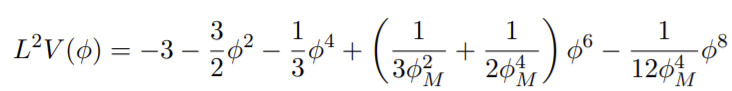 $L^2V(\phi) = -3 - \frac{3}{2}\phi^2 - \frac{1}{3}\phi^4 + \left( \frac{1}{3\phi_M^2} + \frac{1}{2\phi_M^4} \right) \phi^6 - \frac{1}{12\phi_M^4}\phi^8$